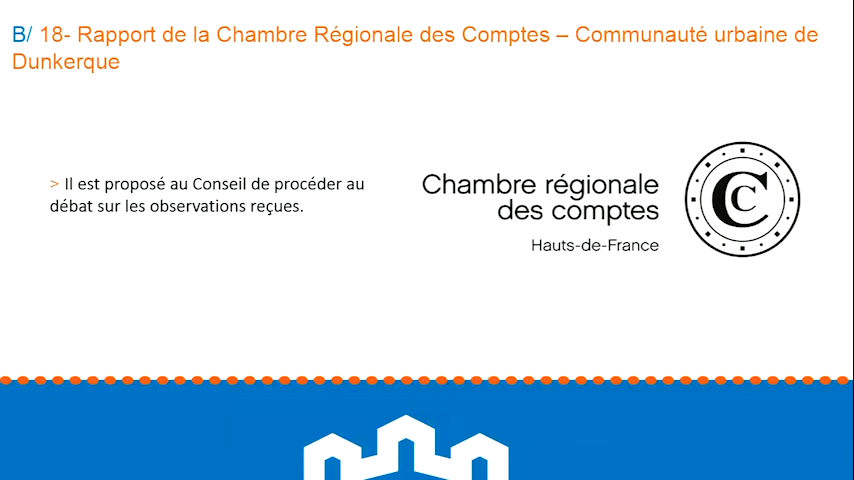 B/ 18- Rapport de la Chambre Régionale des Comptes – Communauté urbaine de
Dunkerque
> Il est proposé au Conseil de procéder au
débat sur les observations reçues.
Chambre régionale
des comptes
Hauts-de-France
CC